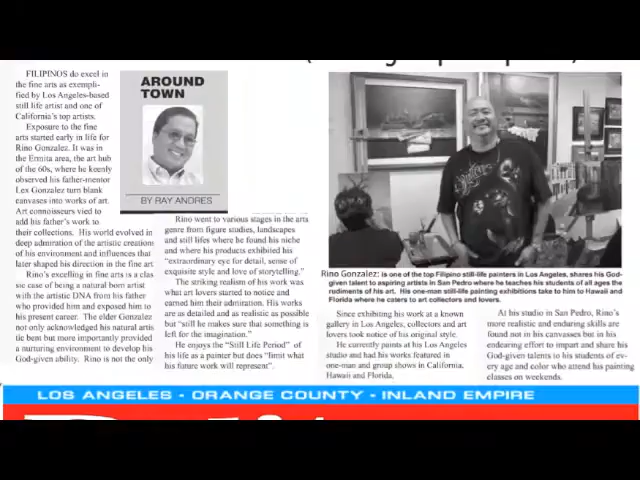 FILIPINOS do excel in
the fine arts as exempli-
fied by Los Angeles-based
still life artist and one of
California's top artists.
Exposure to the fine
arts started early in life for
Rino Gonzalez. It was in
the Ermita area, the art hub
of the 60s, where he keenly
observed his father-mentor
Lex Gonzalez turn blank
canvases into works of art.
Art connoisseurs vied to
add his father's work to
their collections. His world evolved in
deep admiration of the artistic creations
of his environment and influences that
later shaped his direction in the fine art
Rino's excelling in fine arts is a clas
sic case of being a natural born artist
with the artistic DNA from his father
who provided him and exposed him to
his present career. The elder Gonzalez
not only acknowledged his natural artis
tic bent but more importantly provided
a nurturing environment to develop his
God-given ability. Rino is not the only
AROUND
TOWN
BY RAY ANDRES
Rino went to various stages in the arts
genre from figure studies, landscapes
and still lifes where he found his niche
and where his products exhibited his
"extraordinary eye for detail, sense of
exquisite style and love of storytelling."
The striking realism of his work was
what art lovers started to notice and
earned him their admiration. His works
are as detailed and as realistic as possible
but "still he makes sure that something is
left for the imagination."
He enjoys the "Still Life Period" of
his life as a painter but does "limit what
his future work will represent".
Rino Gonzalez: is one of the top Filipino still-life painters in Los Angeles, shares his God-
given talent to aspiring artists in San Pedro where he teaches his students of all ages the
rudiments of his art. His one-man still-life painting exhibitions take to him to Hawaii and
Florida where he caters to art collectors and lovers.
Since exhibiting his work at a known
gallery in Los Angeles, collectors and art
lovers took notice of his original style.
He currently paints at his Los Angeles
studio and had his works featured in
one-man and group shows in California,
Hawaii and Florida.
At his studio in San Pedro, Rino's
more realistic and enduring skills are
found not in his canvasses but in his
endearing effort to impart and share his
God-given talents to his students of ev-
ery age and color who attend his painting
classes on weekends.
LOS ANGELES - ORANGE COUNTY - INLAND EMPIRE